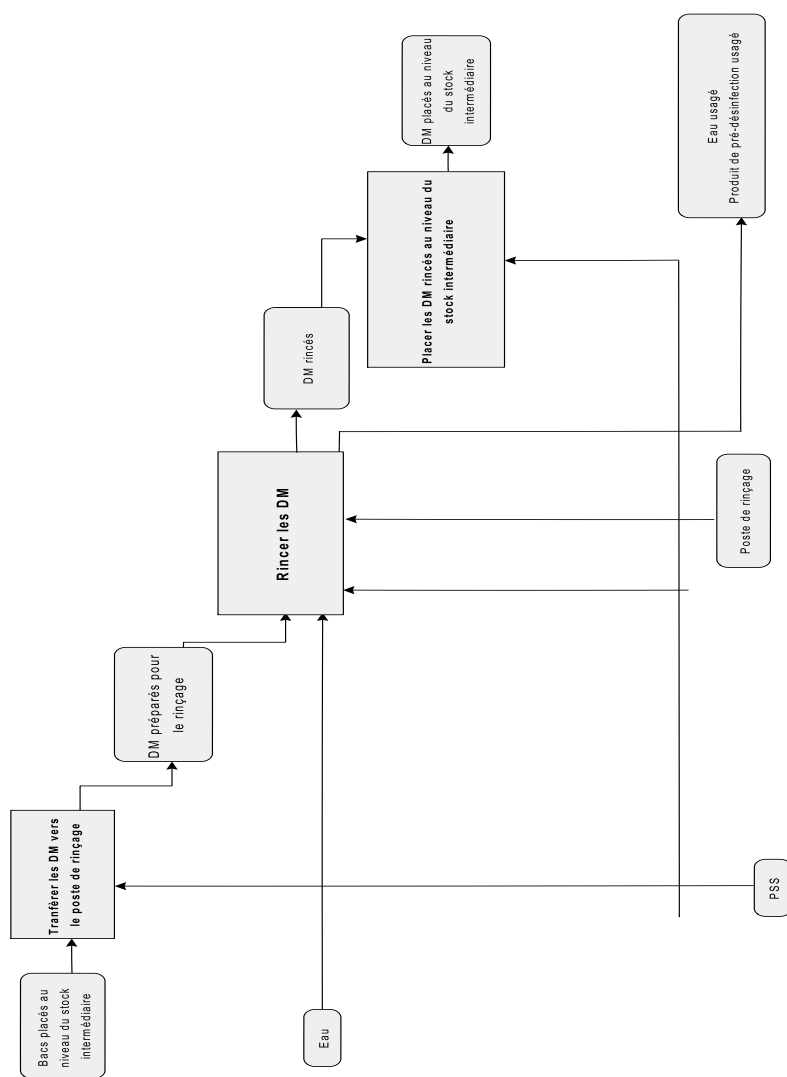 Bacs placés au
niveau du stock
intermédiaire
Tranférer les DM vers
le poste de rinçage
DM préparés pour
le rinçage
Eau
Rincer les DM
DM rincés
Placer les DM rincés au niveau du
stock intermédiaire
DM placés au niveau
du stock
intermédiaire
PSS
Poste de rinçage
Eau usagé
Produit de pré-désinfection usagé